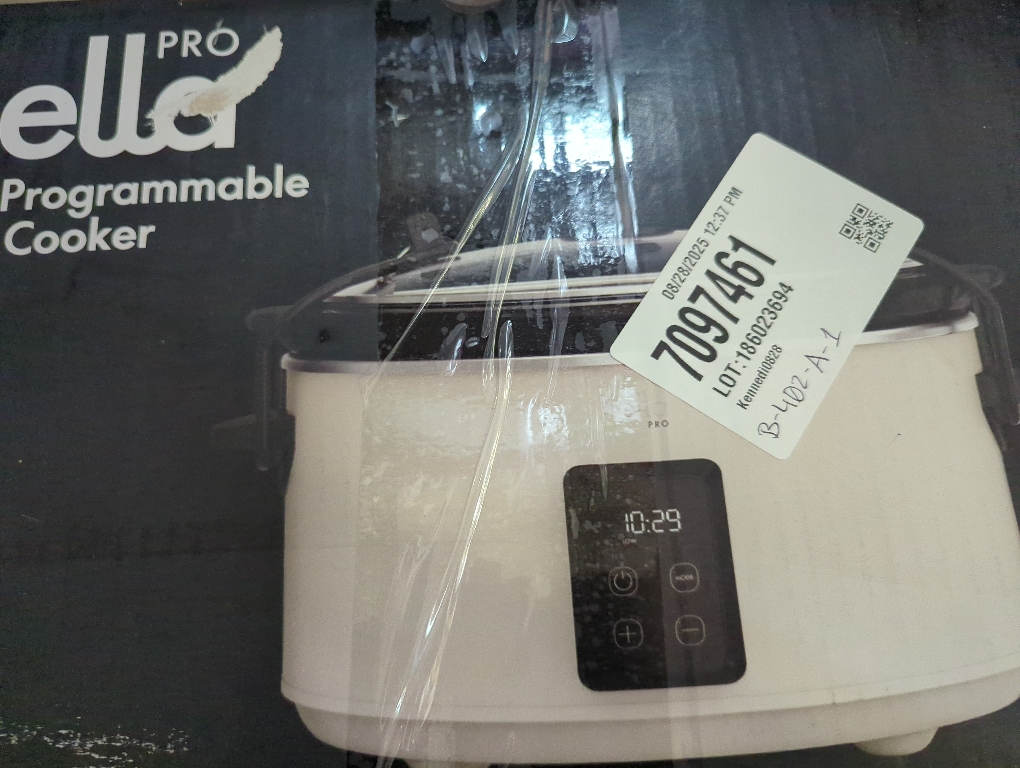 PRO
ella
Programmable
Cooker
08/28/2025 12:37 PM
7097461
LOT:186023694
Kennedi0828
B-402-A-1
PRO
10:29
LOW
MODE